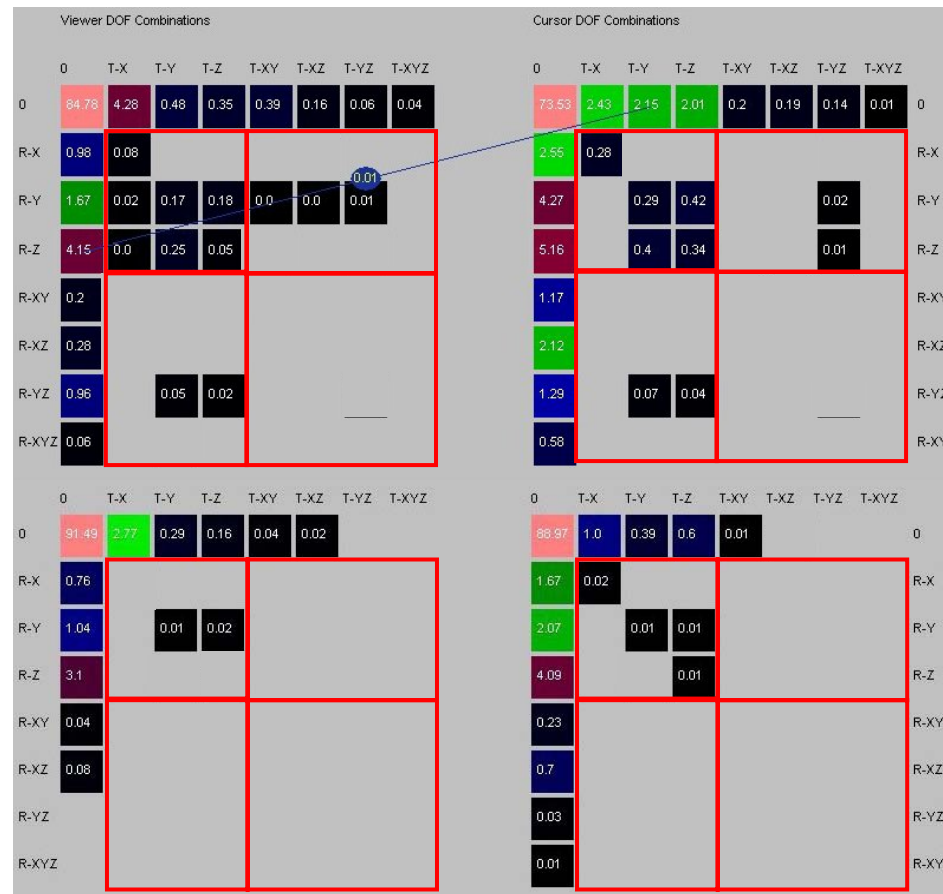 Viewer DOF Combinations Cursor DOF Combinations
0 T-X T-Y T-Z T-XY T-XZ T-YZ T-XYZ 0 T-X T-Y T-Z T-XY T-XZ T-YZ T-XYZ
0 84.78 4.28 0.48 0.35 0.39 0.16 0.06 0.04 73.53 2.43 2.15 2.01 0.2 0.19 0.14 0.01 0
R-X 0.98 0.08 2.55 0.28 R-X
0.01
R-Y 1.67 0.02 0.17 0.18 0.0 0.0 0.01 4.27 0.29 0.42 0.02 R-Y
R-Z 4.15 0.0 0.25 0.05 5.16 0.4 0.34 0.01 R-Z
R-XY 0.2 1.17 R-XY
R-XZ 0.28 2.12 R-XZ
R-YZ 0.96 0.05 0.02 1.29 0.07 0.04 R-YZ
R-XYZ 0.06 0.58 R-XY
0 T-X T-Y T-Z T-XY T-XZ T-YZ T-XYZ 0 T-X T-Y T-Z T-XY T-XZ T-YZ T-XYZ
0 91.49 2.77 0.29 0.16 0.04 0.02 88.97 1.0 0.39 0.6 0.01 0
R-X 0.76 1.67 0.02 R-X
R-Y 1.04 0.01 0.02 2.07 0.01 0.01 R-Y
R-Z 3.1 4.09 0.01 R-Z
R-XY 0.04 0.23 R-XY
R-XZ 0.08 0.7 R-XZ
R-YZ 0.03 R-YZ
R-XYZ 0.01 R-XY